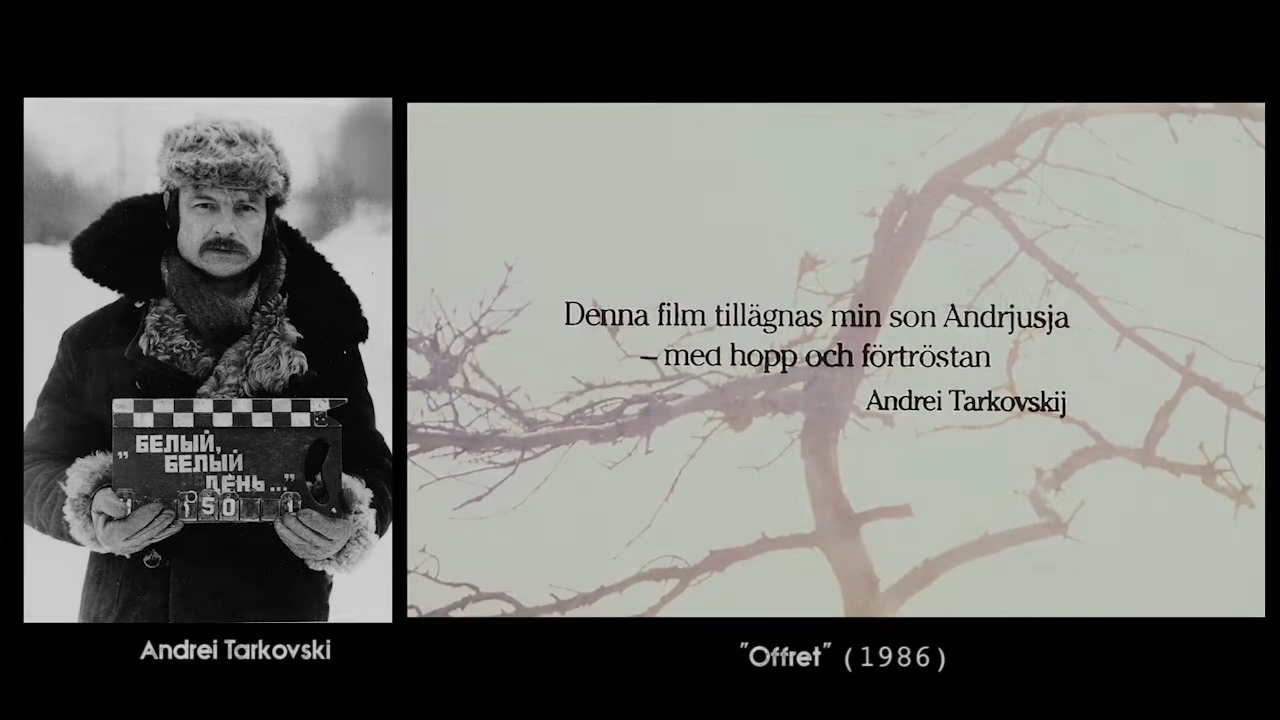 „БЕЛЫЙ,
БЕЛЫЙ
ДЕНЬ...”
150 1
Denna film tillägnas min son Andrjusja
– med hopp och förtröstan
Andrei Tarkovskij
Andrei Tarkovski
"Offret" (1986)